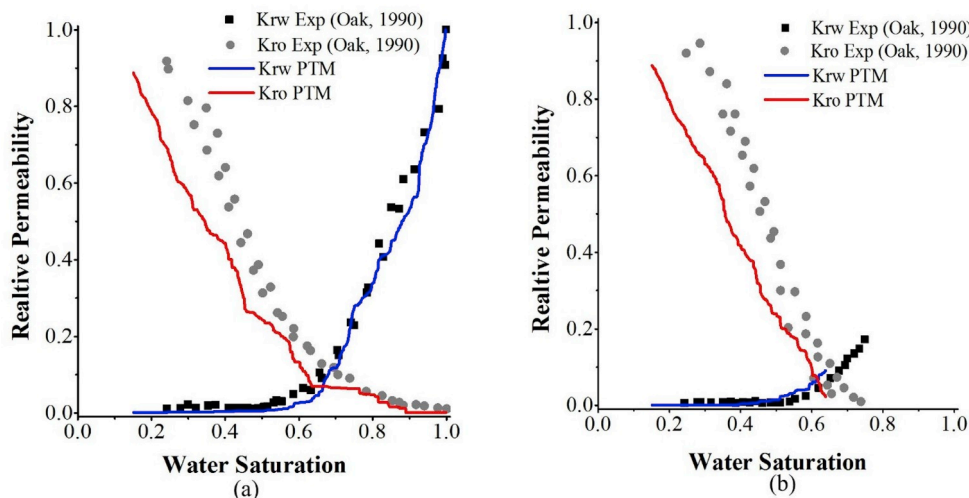 Krw Exp (Oak, 1990)
Kro Exp (Oak, 1990)
Krw PTM
Kro PTM
1.0
0.8
0.6
0.4
0.2
0.0
Realtive Permeability
0.0 0.2 0.4 0.6 0.8 1.0
Water Saturation
(a)
Krw Exp (Oak, 1990)
Kro Exp (Oak, 1990)
Krw PTM
Kro PTM
1.0
0.8
0.6
0.4
0.2
0.0
Realtive Permeability
0.0 0.2 0.4 0.6 0.8 1.0
Water Saturation
(b)